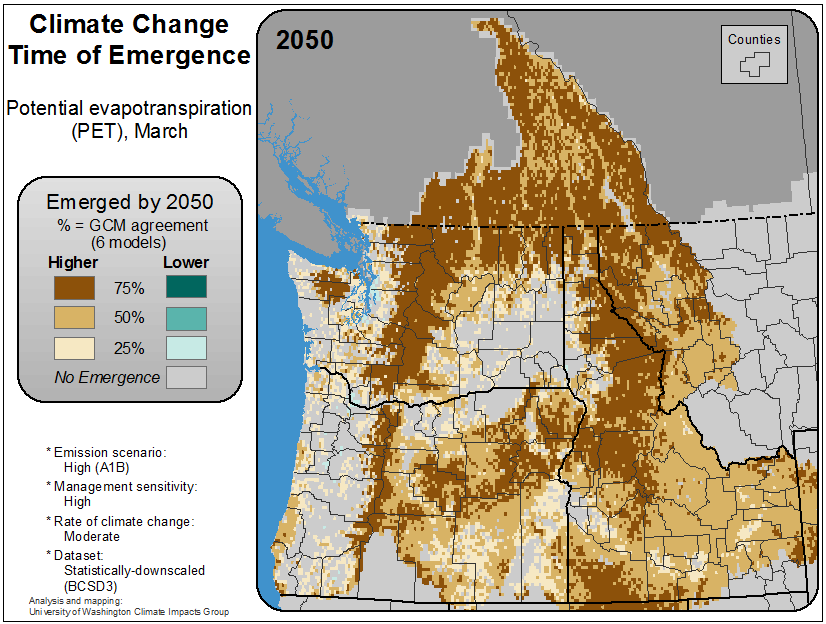 Climate Change
Time of Emergence
Potential evapotranspiration
(PET), March
Emerged by 2050
% = GCM agreement
(6 models)
Higher Lower
75%
50%
25%
No Emergence
* Emission scenario:
High (A1B)
* Management sensitivity:
High
* Rate of climate change:
Moderate
* Dataset:
Statistically-downscaled
(BCSD3)
Analysis and mapping:
University of Washington Climate Impacts Group
2050
Counties